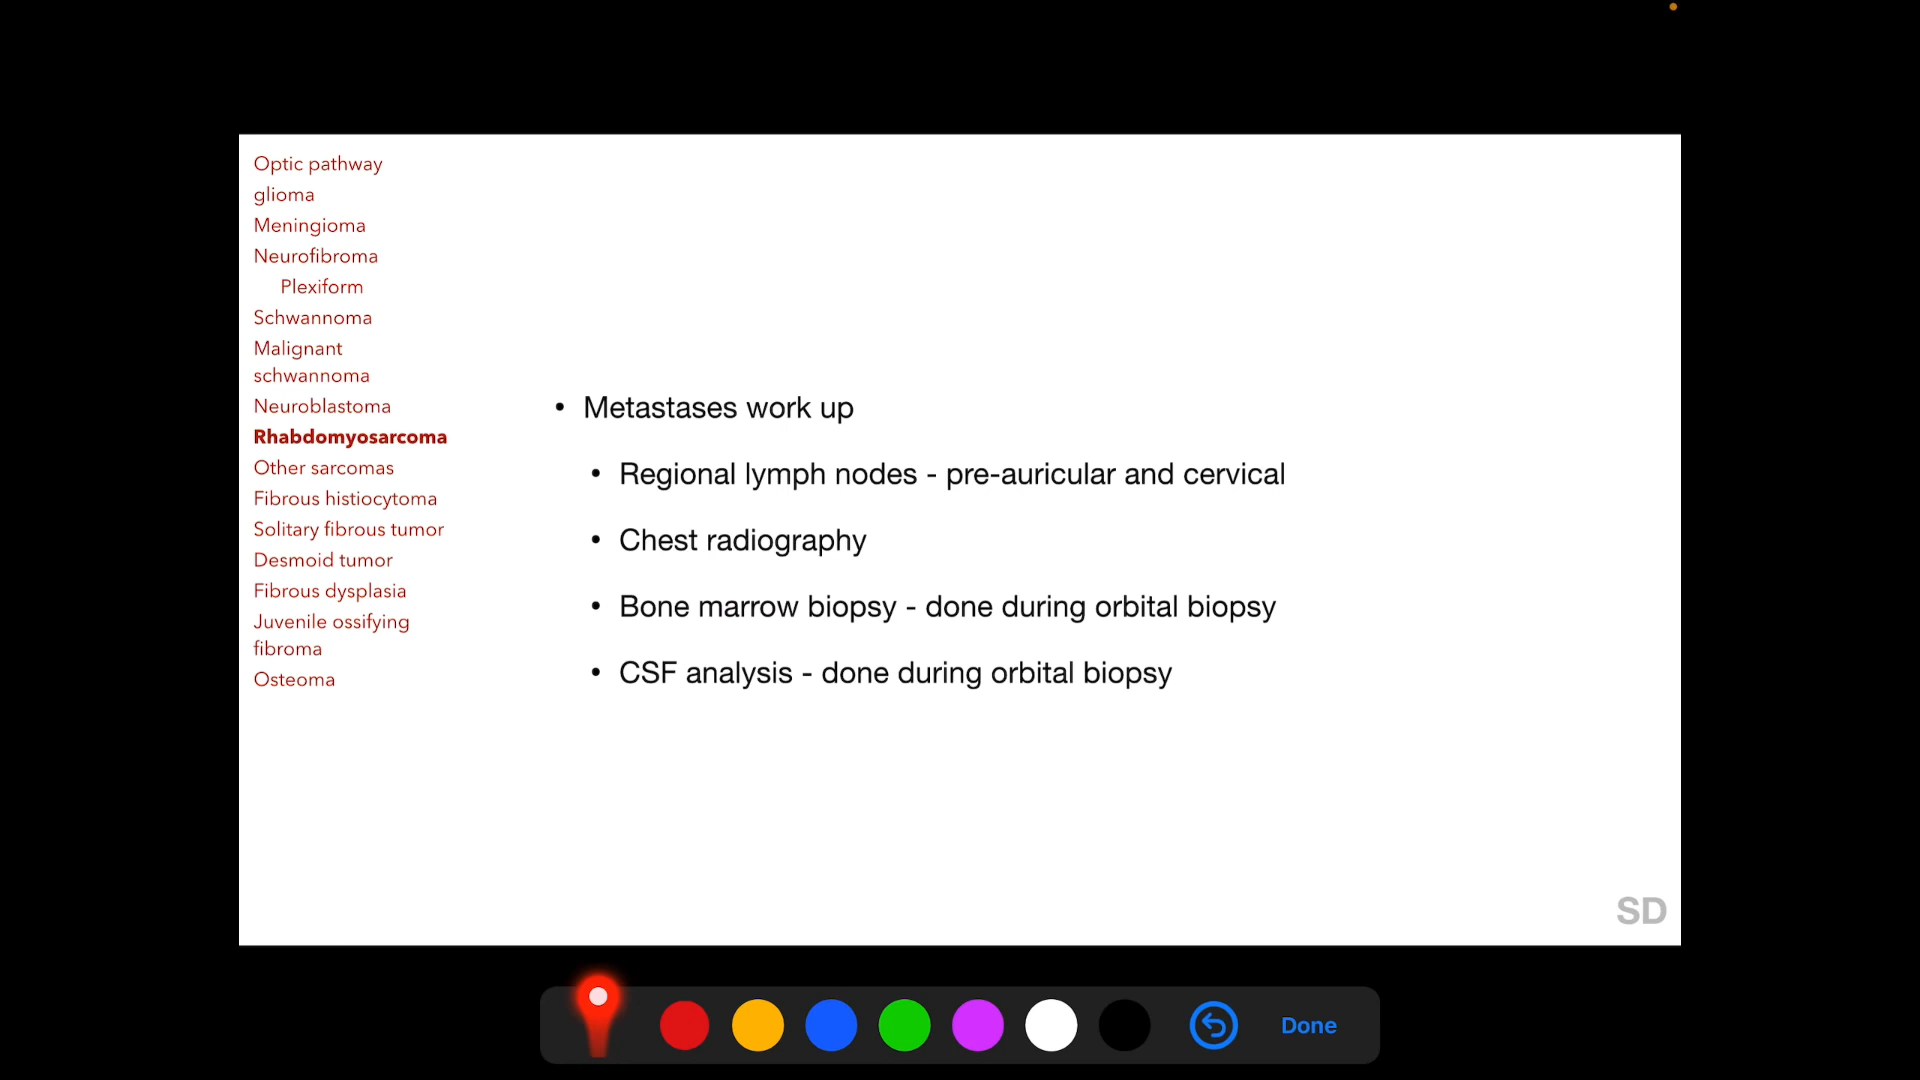 Optic pathway
glioma
Meningioma
Neurofibroma
Plexiform
Schwannoma
Malignant
schwannoma
Neuroblastoma
Rhabdomyosarcoma
Other sarcomas
Fibrous histiocytoma
Solitary fibrous tumor
Desmoid tumor
Fibrous dysplasia
Juvenile ossifying
fibroma
Osteoma
• Metastases work up
• Regional lymph nodes - pre-auricular and cervical
• Chest radiography
• Bone marrow biopsy - done during orbital biopsy
• CSF analysis - done during orbital biopsy
SD
Done